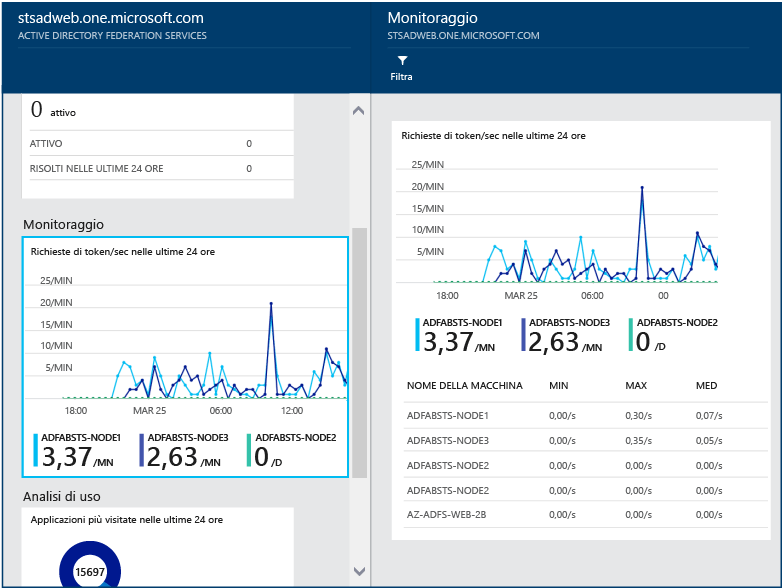 stsadweb.one.microsoft.com
ACTIVE DIRECTORY FEDERATION SERVICES
0 attivo
ATTIVO 0
RISOLTI NELLE ULTIME 24 ORE 0
Monitoraggio
Richieste di token/sec nelle ultime 24 ore
25/MIN
20/MIN
15/MIN
10/MIN
5/MIN
18:00 MAR 25 06:00 12:00
ADFABSTS-NODE1 ADFABSTS-NODE3 ADFABSTS-NODE2
3,37 /MN 2,63 /MN 0 /D
Analisi di uso
Applicazioni più visitate nelle ultime 24 ore
15697
Monitoraggio
STSADWEB.ONE.MICROSOFT.COM
Filtra
Richieste di token/sec nelle ultime 24 ore
25/MIN
20/MIN
15/MIN
10/MIN
5/MIN
18:00 MAR 25 06:00 00
ADFABSTS-NODE1 ADFABSTS-NODE3 ADFABSTS-NODE2
3,37 /MN 2,63 /MN 0 /D
NOME DELLA MACCHINA MIN MAX MED
ADFABSTS-NODE1 0,00/s 0,30/s 0,07/s
ADFABSTS-NODE3 0,00/s 0,35/s 0,05/s
ADFABSTS-NODE2 0,00/s 0,00/s 0,00/s
ADFABSTS-NODE2 0,00/s 0,00/s 0,00/s
AZ-ADFS-WEB-2B 0,00/s 0,00/s 0,00/s